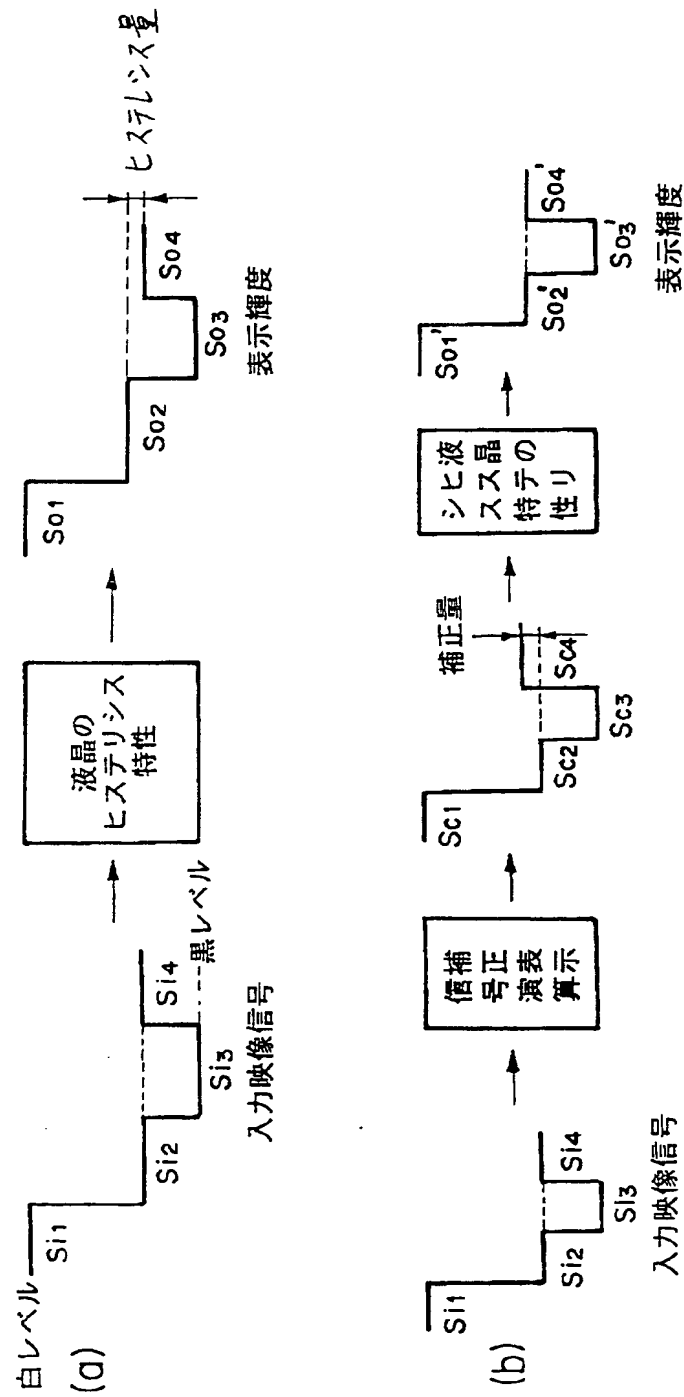 (a)
白レベル
Si1
Si2
Si3
Si4
黒レベル
入力映像信号
液晶の
ヒステリシス
特性
So1
So2
So3
So4
ヒステレシス量
表示輝度
(b)
Si1
Si2
Si3
Si4
入力映像信号
補正表示
信号演算
Sc1
Sc2
Sc3
Sc4
補正量
液晶の
ヒステリ
シス特性
So1'
So2'
So3'
So4'
表示輝度